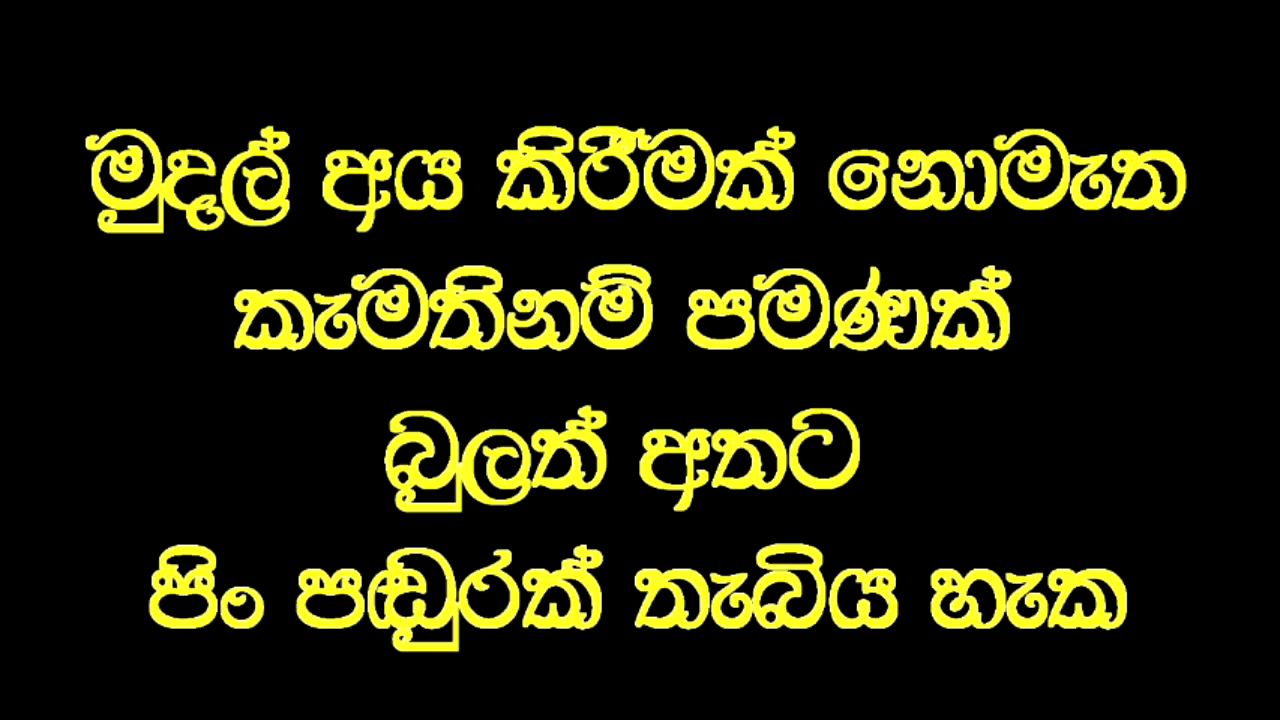 මුදල් අය කිරීමක් නොමැත
කැමතිනම් පමණක්
බුලත් අතට
පිං පඬුරක් තැබිය හැක